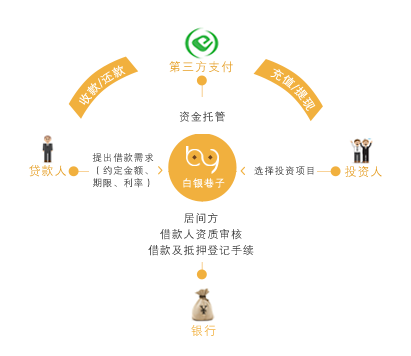 第三方支付
收款/还款
充值/提现
资金托管
贷款人
提出借款需求
（约定金额、
期限、利率）
白银巷子
选择投资项目
投资人
居间方
借款人资质审核
借款及抵押登记手续
¥
银行